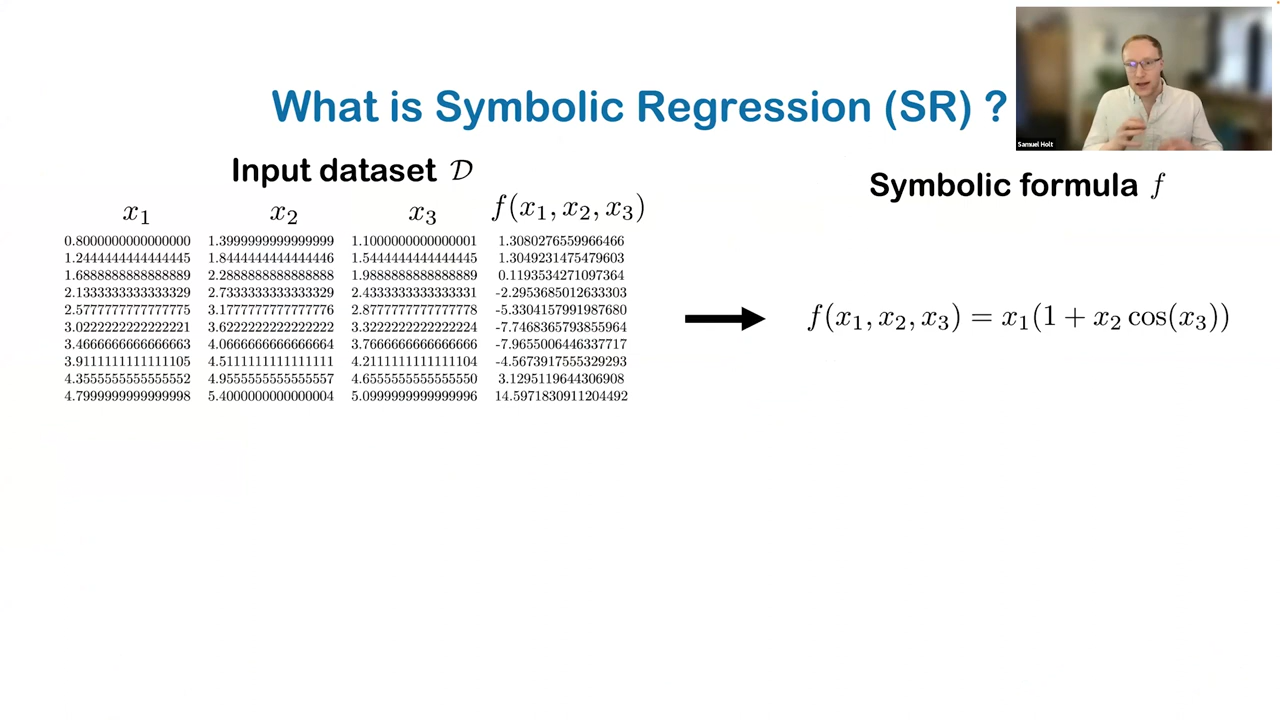 What is Symbolic Regression (SR) ?
Samuel Holt
Input dataset 𝒟
x₁ x₂ x₃ f(x₁, x₂, x₃)
0.8000000000000000 1.3999999999999999 1.1000000000000001 1.3080276559966466
1.2444444444444445 1.8444444444444446 1.5444444444444445 1.3049231475479603
1.6888888888888889 2.2888888888888888 1.9888888888888889 0.1193534271097364
2.1333333333333329 2.7333333333333329 2.4333333333333331 -2.2953685012633303
2.5777777777777775 3.1777777777777776 2.8777777777777778 -5.3304157991987680
3.0222222222222221 3.6222222222222222 3.3222222222222224 -7.7468365793855964
3.4666666666666663 4.0666666666666664 3.7666666666666666 -7.9655006446337717
3.9111111111111105 4.5111111111111111 4.2111111111111104 -4.5673917555329293
4.3555555555555552 4.9555555555555557 4.6555555555555550 3.1295119644306908
4.7999999999999998 5.4000000000000004 5.0999999999999996 14.5971830911204492
Symbolic formula f
f(x₁, x₂, x₃) = x₁(1 + x₂ cos(x₃))